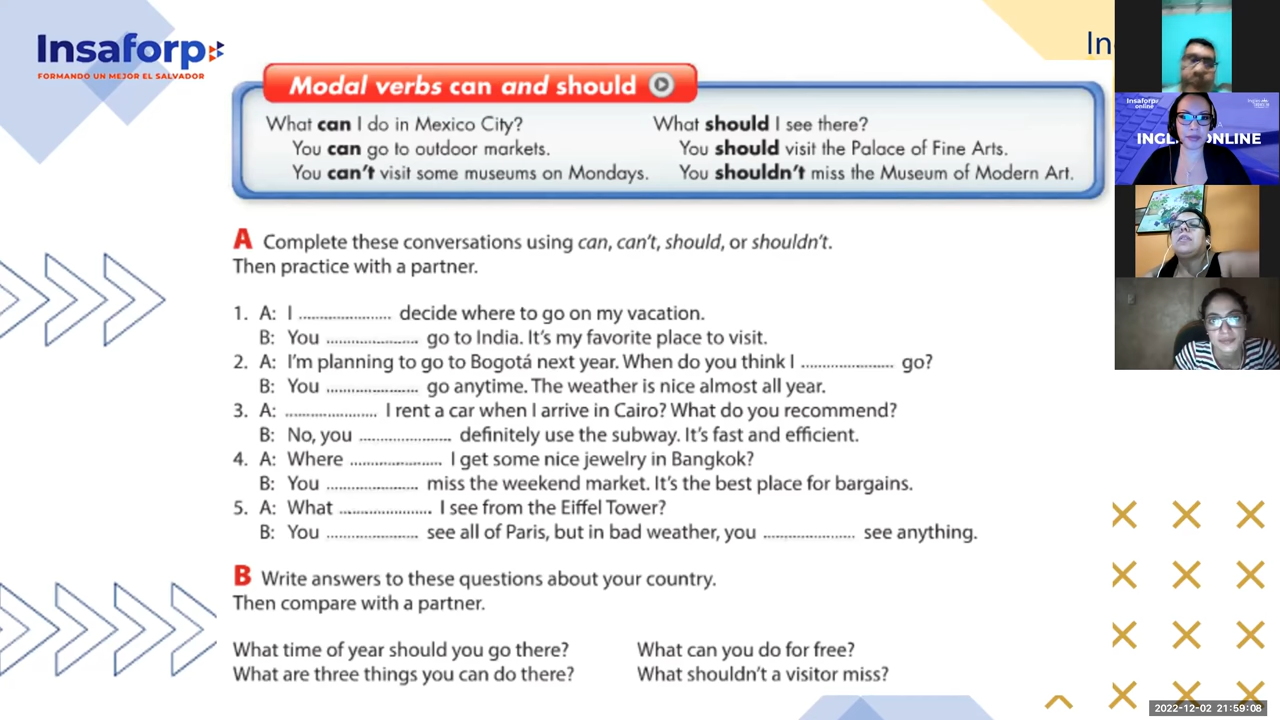 Insaforp
FORMANDO UN MEJOR EL SALVADOR
In
Modal verbs can and should
What can I do in Mexico City?
You can go to outdoor markets.
You can't visit some museums on Mondays.
What should I see there?
You should visit the Palace of Fine Arts.
You shouldn't miss the Museum of Modern Art.
A Complete these conversations using can, can't, should, or shouldn't.
Then practice with a partner.
1. A: I ...................... decide where to go on my vacation.
B: You ...................... go to India. It's my favorite place to visit.
2. A: I'm planning to go to Bogotá next year. When do you think I ...................... go?
B: You ...................... go anytime. The weather is nice almost all year.
3. A: ...................... I rent a car when I arrive in Cairo? What do you recommend?
B: No, you ...................... definitely use the subway. It's fast and efficient.
4. A: Where ...................... I get some nice jewelry in Bangkok?
B: You ...................... miss the weekend market. It's the best place for bargains.
5. A: What ...................... I see from the Eiffel Tower?
B: You ...................... see all of Paris, but in bad weather, you ...................... see anything.
B Write answers to these questions about your country.
Then compare with a partner.
What time of year should you go there?
What are three things you can do there?
What can you do for free?
What shouldn't a visitor miss?
Insaforp
online
INGL ONLINE
2022-12-02 21:59:08